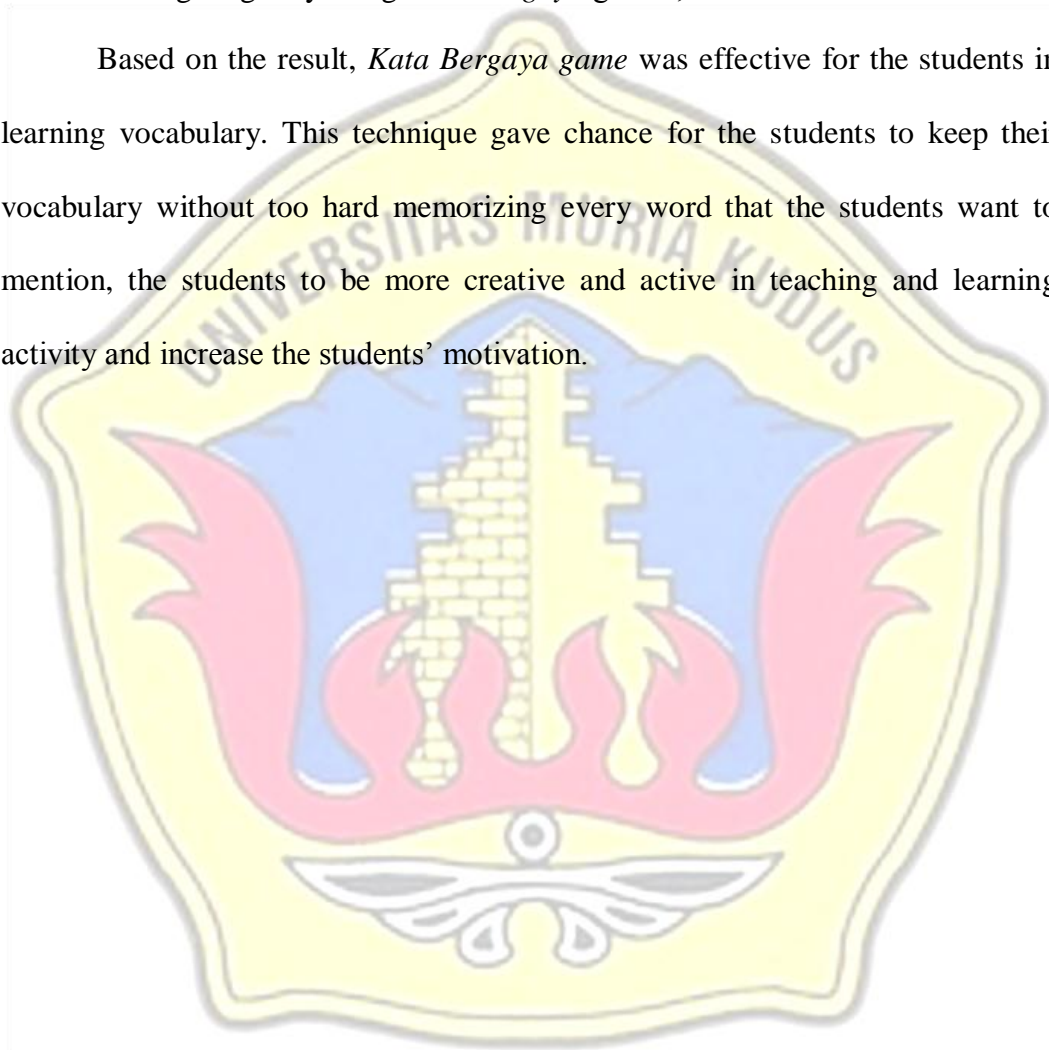 Based on the result, Kata Bergaya game was effective for the students in
learning vocabulary. This technique gave chance for the students to keep thei
vocabulary without too hard memorizing every word that the students want to
mention, the students to be more creative and active in teaching and learning
activity and increase the students’ motivation.
UNIVERSITAS MURIA KUDUS